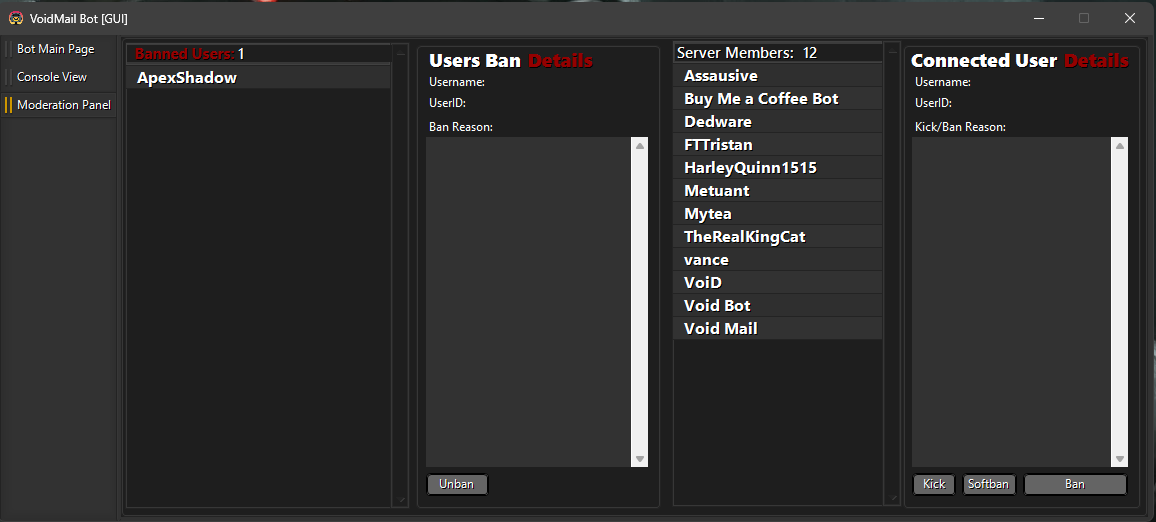 VoidMail Bot [GUI]
Bot Main Page
Console View
Moderation Panel
Banned Users: 1
ApexShadow
Users Ban Details
Username:
UserID:
Ban Reason:
Unban
Server Members: 12
Assausive
Buy Me a Coffee Bot
Dedware
FTTristan
HarleyQuinn1515
Metuant
Mytea
TheRealKingCat
vance
VoiD
Void Bot
Void Mail
Connected User Details
Username:
UserID:
Kick/Ban Reason:
Kick Softban Ban